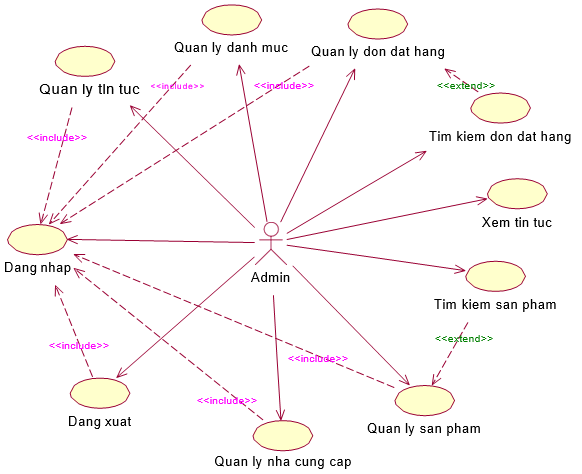 Quan ly danh muc
Quan ly don dat hang
Quan ly tIn tuc
<<include>>
<<include>>
<<extend>>
Tim kiem don dat hang
<<include>>
Xem tin tuc
Dang nhap
Admin
Tim kiem san pham
<<include>>
<<include>>
<<extend>>
<<include>>
Dang xuat
Quan ly san pham
Quan ly nha cung cap